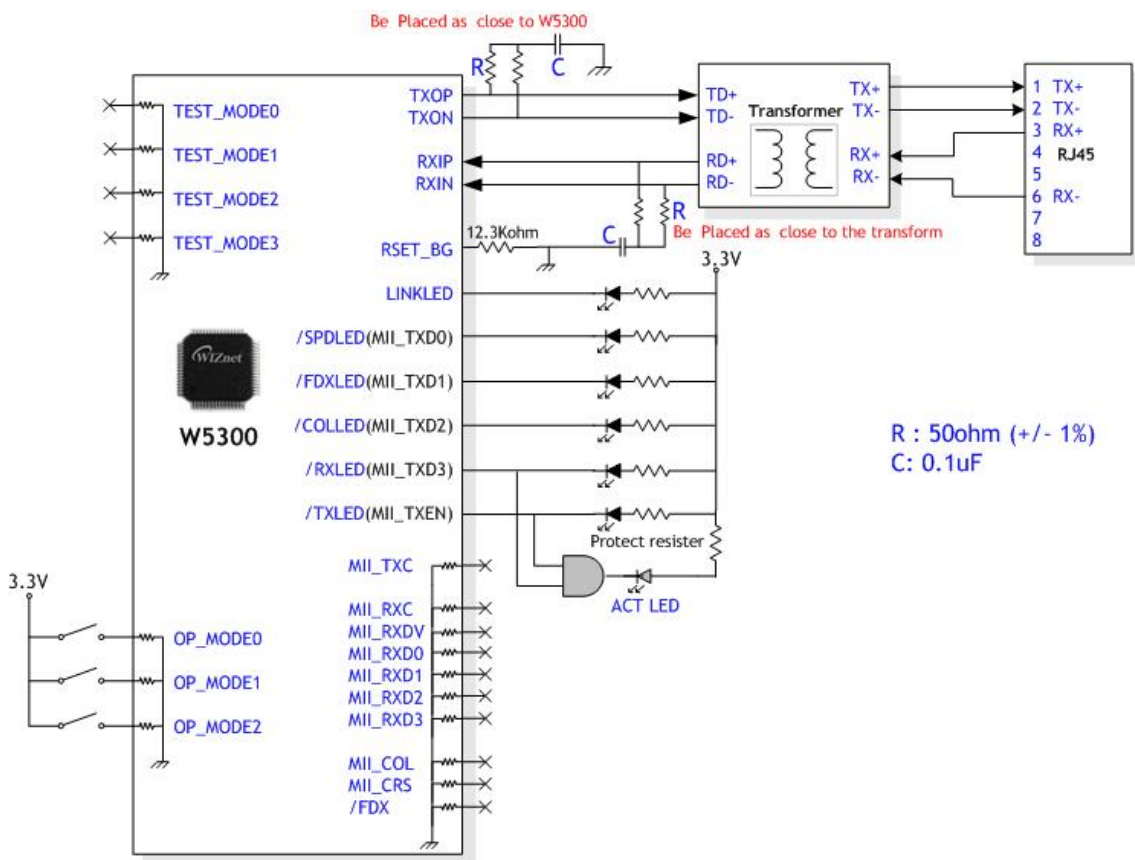 Be Placed as close to W5300
R
C
TXOP
TXON
RXIP
RXIN
TEST_MODE0
TEST_MODE1
TEST_MODE2
TEST_MODE3
TD+
TD-
RD+
RD-
Transformer
TX+
TX-
RX+
RX-
1 TX+
2 TX-
3 RX+
4
RJ45
5
6 RX-
7
8
R
C
Be Placed as close to the transform
12.3Kohm
RSET_BG
3.3V
LINKLED
/SPDLED(MII_TXD0)
/FDXLED(MII_TXD1)
/COLLED(MII_TXD2)
/RXLED(MII_TXD3)
/TXLED(MII_TXEN)
WIZnet
W5300
R : 50ohm (+/- 1%)
C: 0.1uF
Protect resister
ACT LED
MII_TXC
MII_RXC
MII_RXDV
MII_RXD0
MII_RXD1
MII_RXD2
MII_RXD3
MII_COL
MII_CRS
/FDX
3.3V
OP_MODE0
OP_MODE1
OP_MODE2